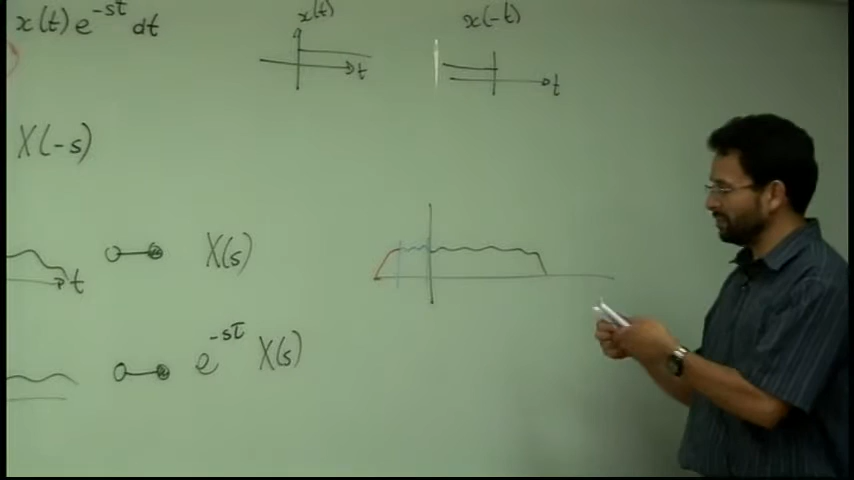 x(t) e^{-st} dt
x(t)
t
x(-t)
t
X(-s)
t
X(s)
e^{-sτ} X(s)